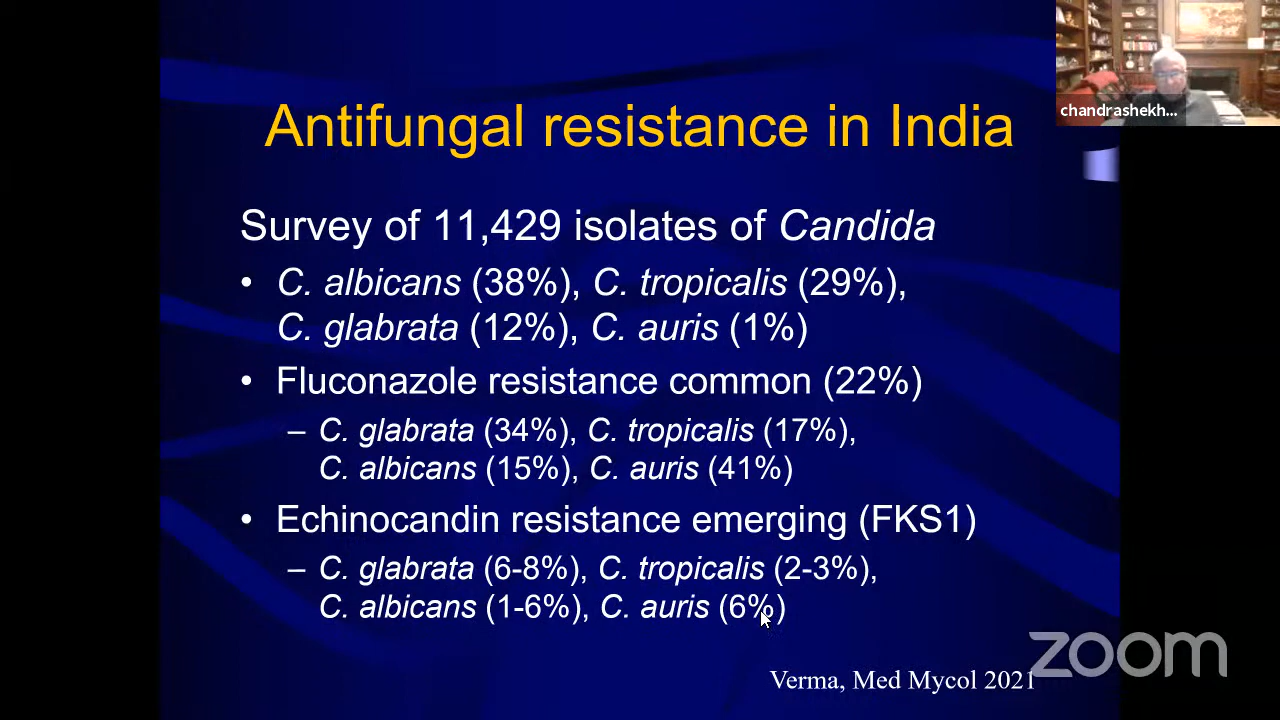 Antifungal resistance in India
chandrashekh...
Survey of 11,429 isolates of Candida
• C. albicans (38%), C. tropicalis (29%),
C. glabrata (12%), C. auris (1%)
• Fluconazole resistance common (22%)
– C. glabrata (34%), C. tropicalis (17%),
C. albicans (15%), C. auris (41%)
• Echinocandin resistance emerging (FKS1)
– C. glabrata (6-8%), C. tropicalis (2-3%),
C. albicans (1-6%), C. auris (6%)
Verma, Med Mycol 2021
zoom